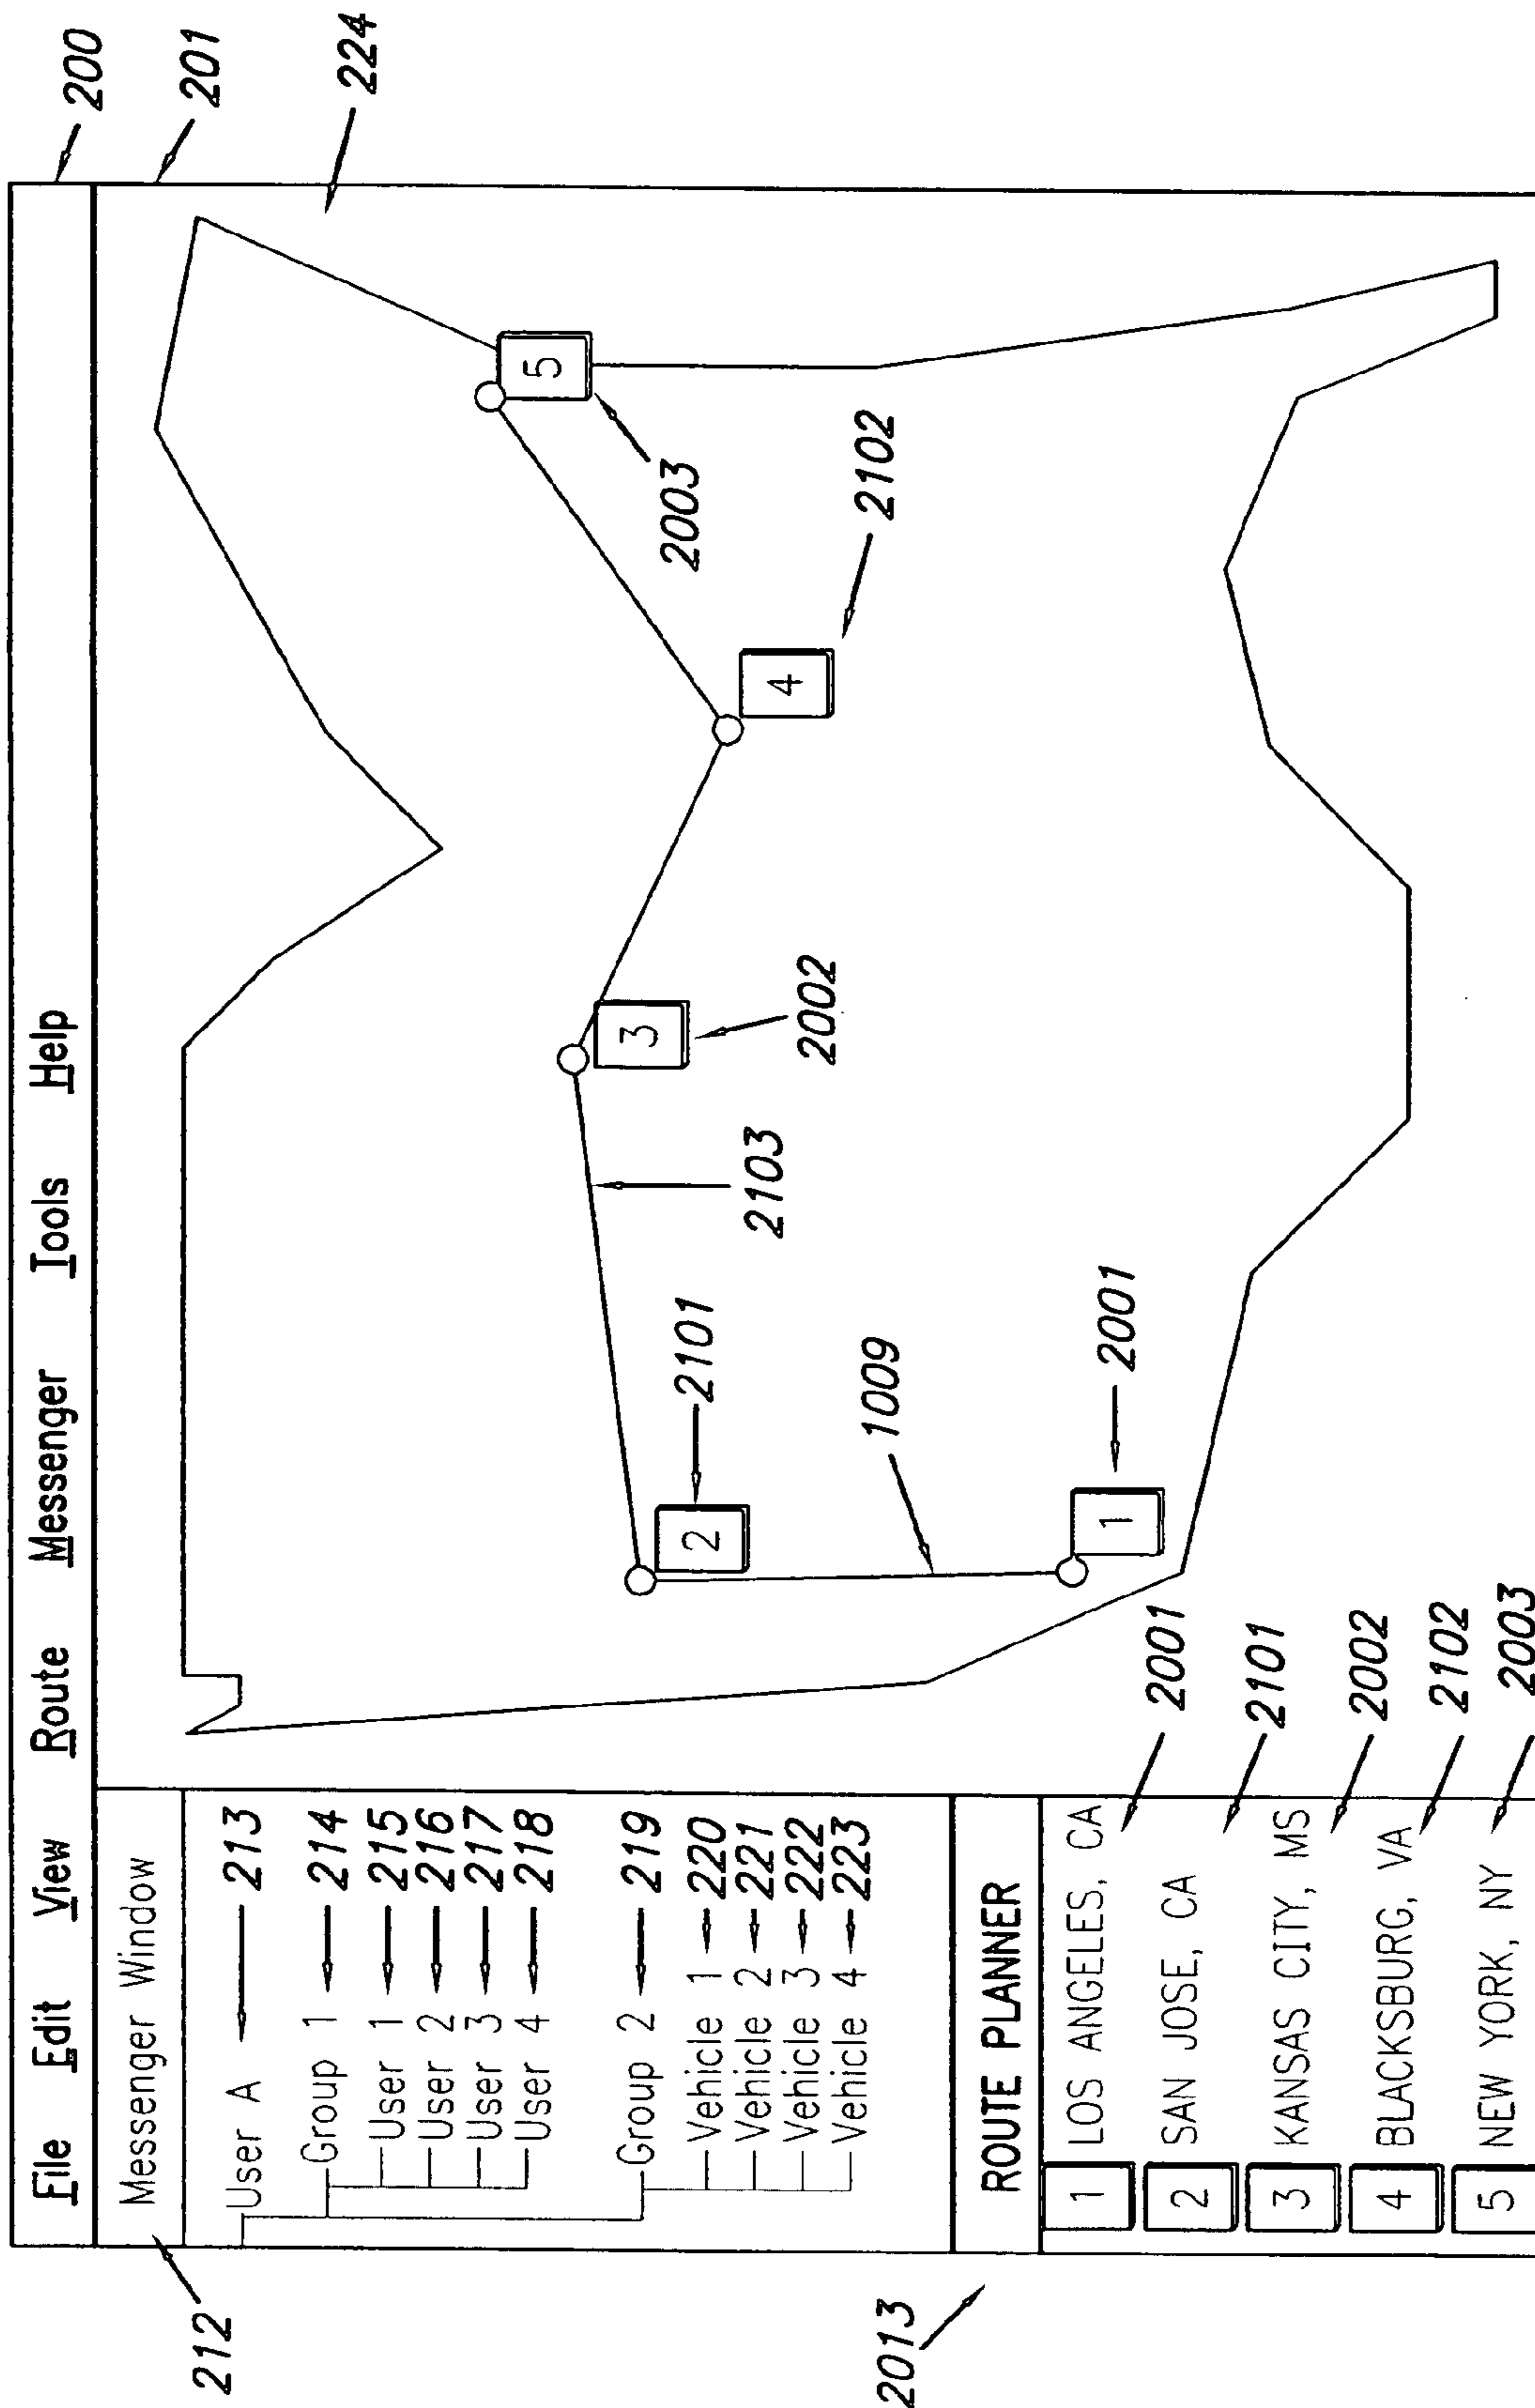 File Edit View Route Messenger Tools Help
200
201
212
Messenger Window
224
User A 213
Group 1 214
User 1 215
User 2 216
User 3 217
User 4 218
Group 2 219
Vehicle 1 220
Vehicle 2 221
Vehicle 3 222
Vehicle 4 223
2013
ROUTE PLANNER
1 LOS ANGELES, CA 2001
2 SAN JOSE, CA 2101
3 KANSAS CITY, MS 2002
4 BLACKSBURG, VA 2102
5 NEW YORK, NY 2003
5
2003
3
2002
2
2101
2103
4
2102
1009
1
2001